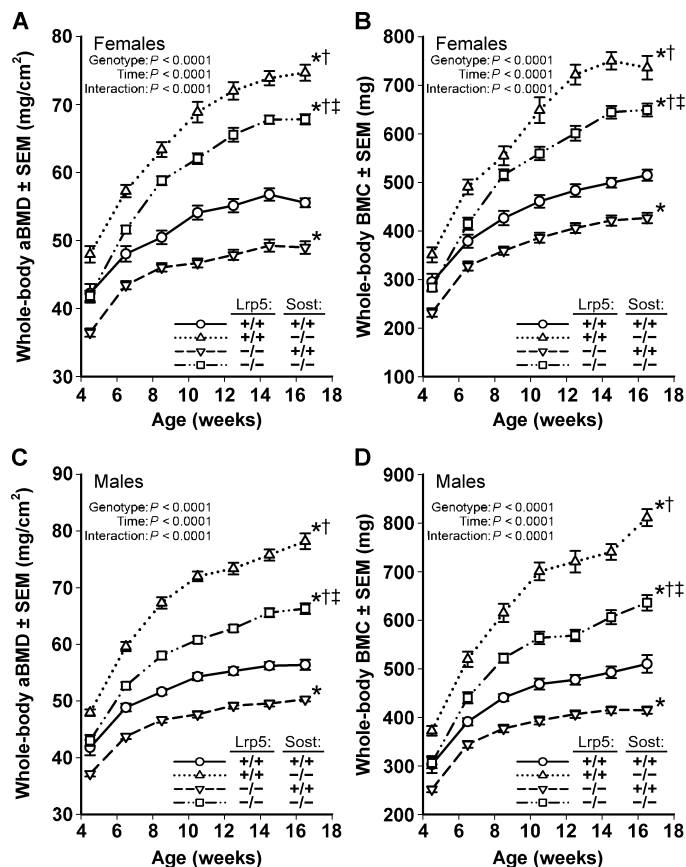 A
Females
Genotype: P < 0.0001
Time: P < 0.0001
Interaction: P < 0.0001
*†
*†‡
*
Whole-body aBMD ± SEM (mg/cm²)
80
70
60
50
40
30
Lrp5: Sost:
+/+ +/+
+/+ −/−
−/− +/+
−/− −/−
4 6 8 10 12 14 16 18
Age (weeks)
B
Females
Genotype: P < 0.0001
Time: P < 0.0001
Interaction: P < 0.0001
*†
*†‡
*
Whole-body BMC ± SEM (mg)
800
700
600
500
400
300
200
100
Lrp5: Sost:
+/+ +/+
+/+ −/−
−/− +/+
−/− −/−
4 6 8 10 12 14 16 18
Age (weeks)
C
Males
Genotype: P < 0.0001
Time: P < 0.0001
Interaction: P < 0.0001
*†
*†‡
*
Whole-body aBMD ± SEM (mg/cm²)
90
80
70
60
50
40
30
Lrp5: Sost:
+/+ +/+
+/+ −/−
−/− +/+
−/− −/−
4 6 8 10 12 14 16 18
Age (weeks)
D
Males
Genotype: P < 0.0001
Time: P < 0.0001
Interaction: P < 0.0001
*†
*†‡
*
Whole-body BMC ± SEM (mg)
900
800
700
600
500
400
300
200
Lrp5: Sost:
+/+ +/+
+/+ −/−
−/− +/+
−/− −/−
4 6 8 10 12 14 16 18
Age (weeks)